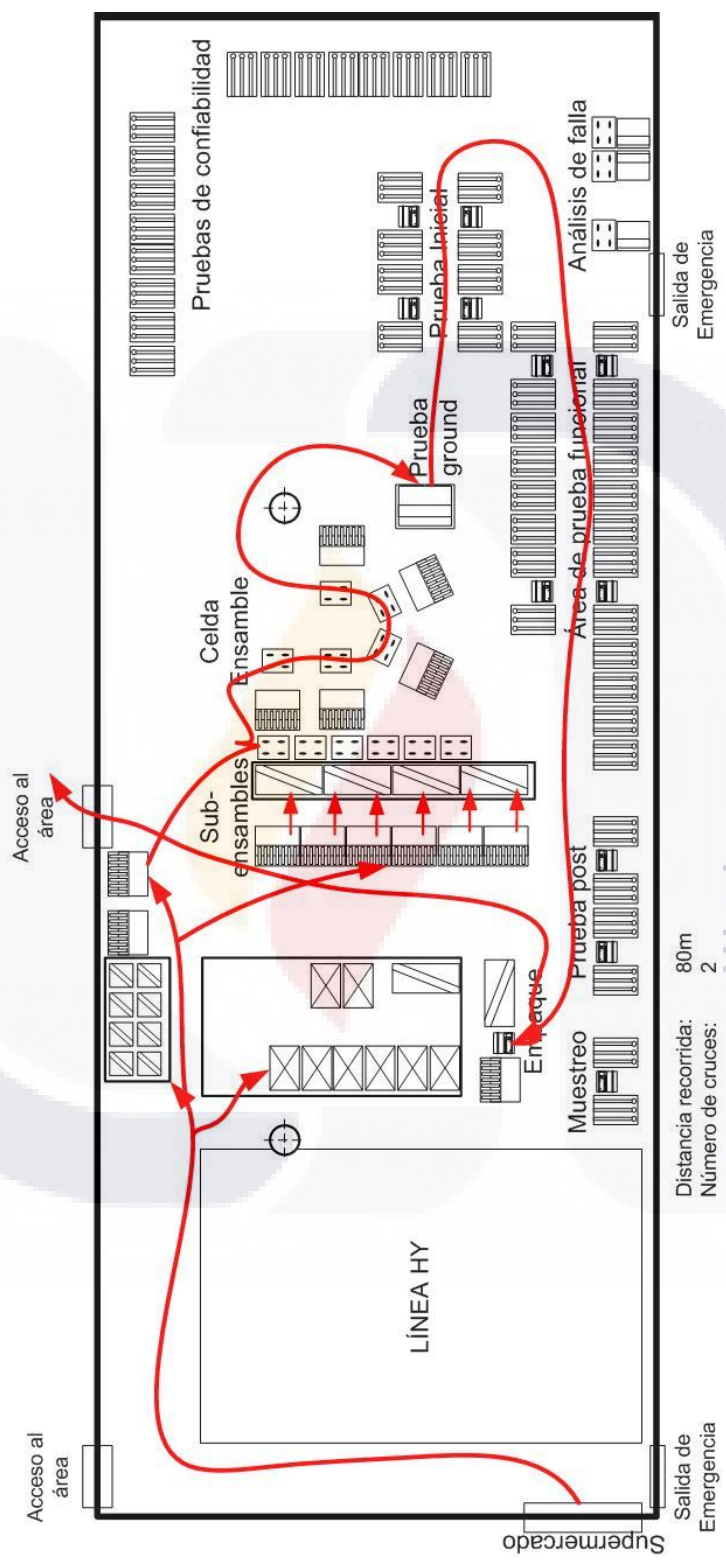 Acceso al
área
Acceso al
área
Pruebas de confiabilidad
Celda
Ensamble
Sub-
ensambles
Prueba
ground
Prueba Inicial
LíNEA HY
Empaque
Muestreo
Prueba post
Área de prueba funcional
Análisis de falla
Supermercado
Salida de
Emergencia
Salida de
Emergencia
Distancia recorrida: 80m
Número de cruces: 2